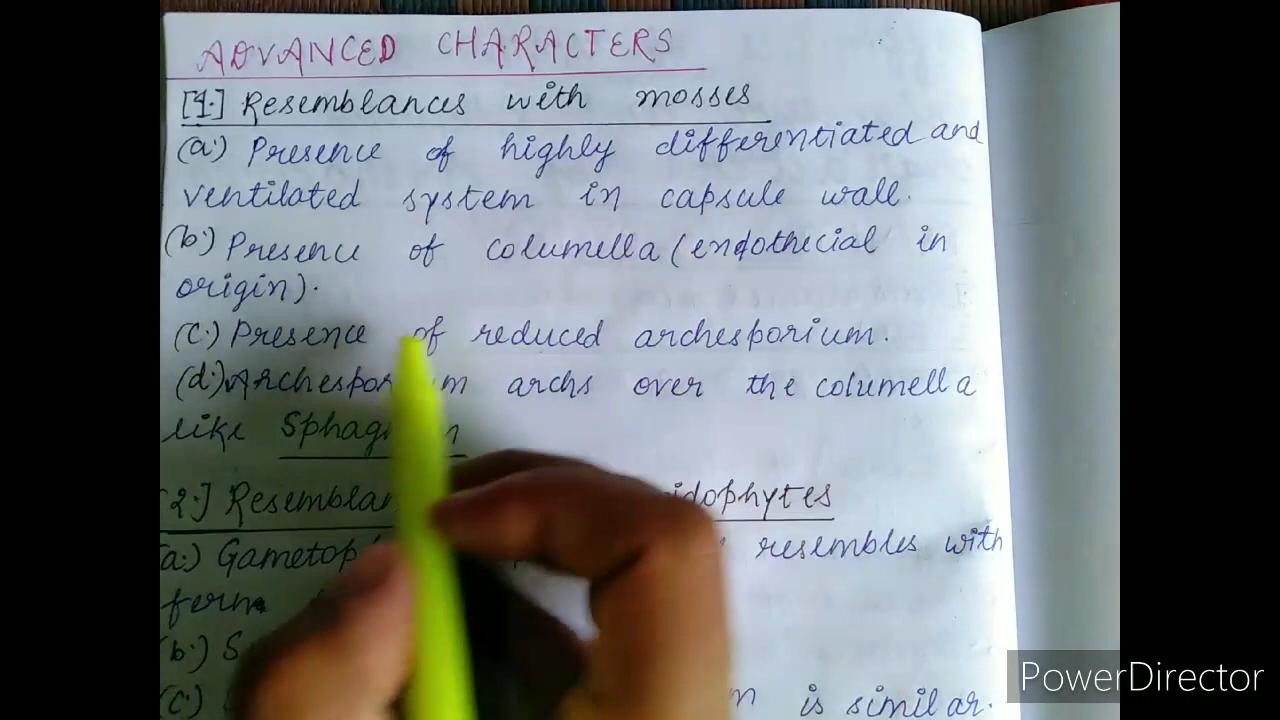 ADVANCED CHARACTERS
[1.] Resemblances with mosses
(a.) Presence of highly differentiated and
ventilated system in capsule wall.
(b.) Presence of columella (endothecial in
origin).
(c.) Presence of reduced archesporium.
(d.) archs over the columella
like
[2.]
(a.) resembles with
fern
(b.)
(c.) is similar.
PowerDirector